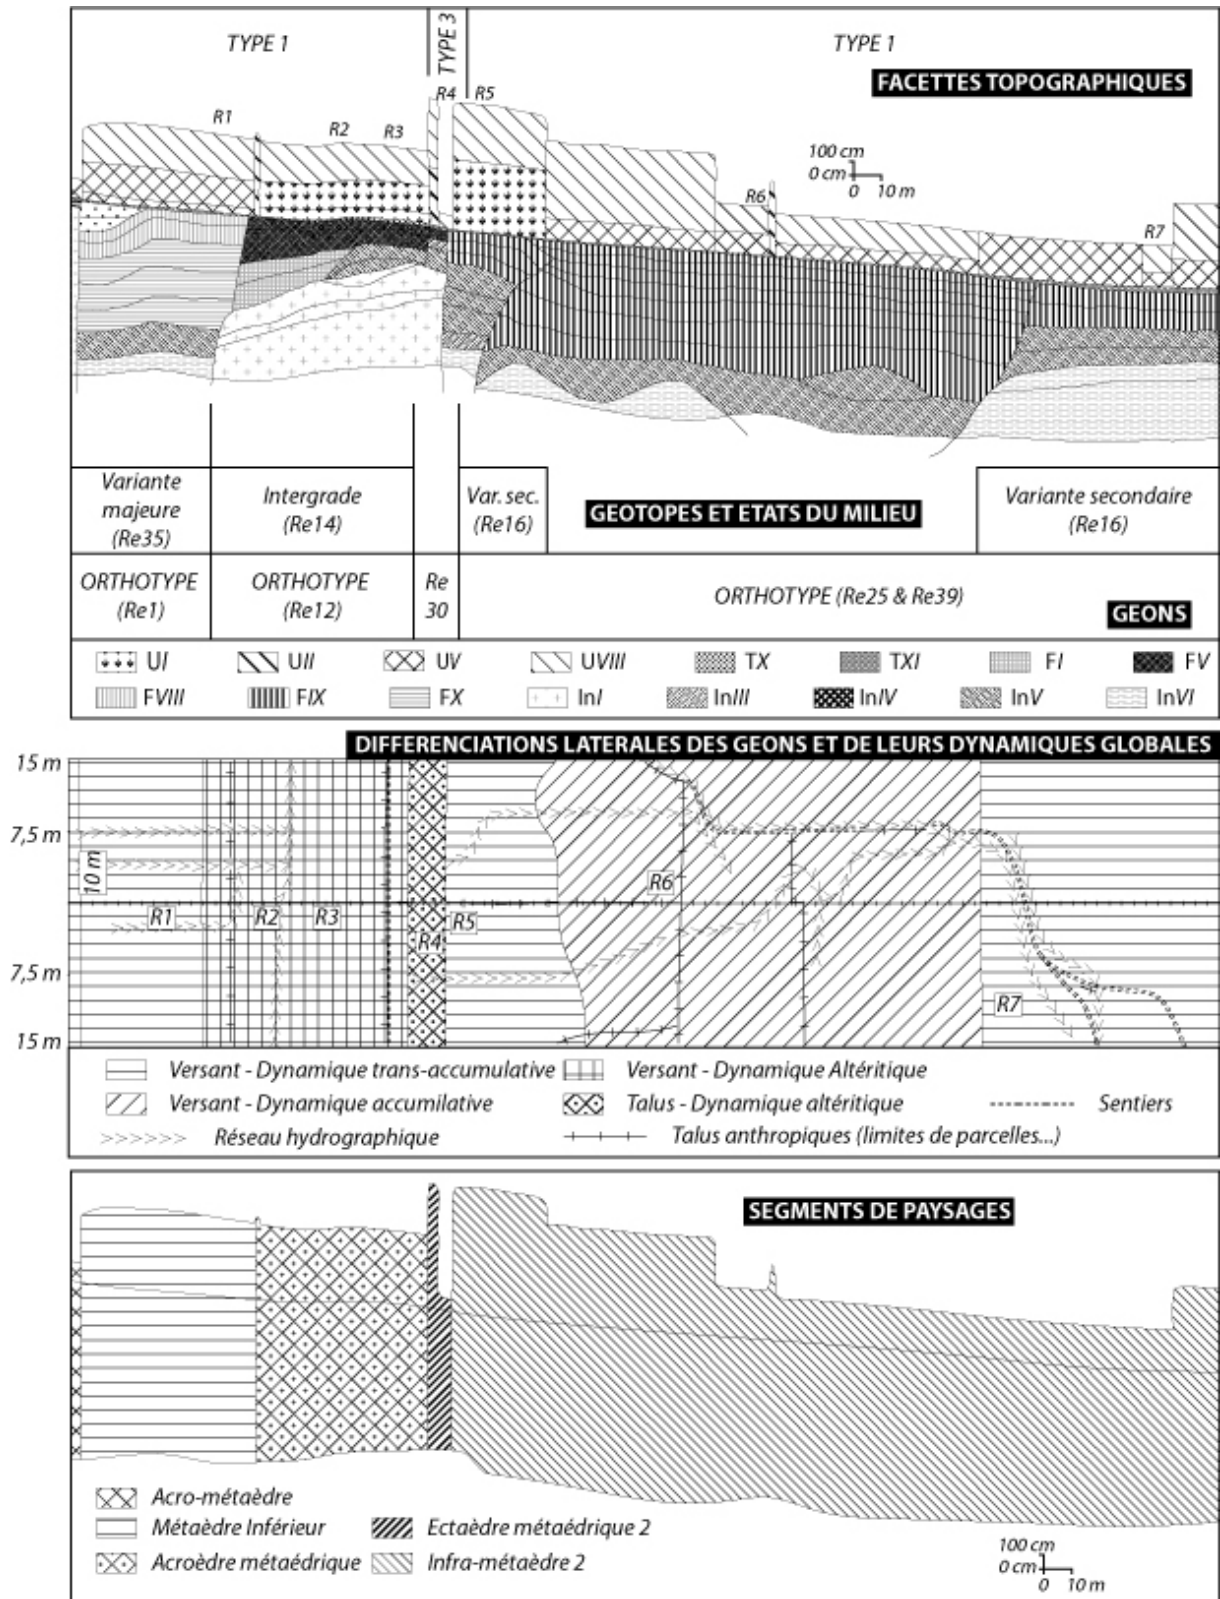 TYPE 1
TYPE 3
TYPE 1
FACETTES TOPOGRAPHIQUES
R1
R2
R3
R4
R5
100 cm
0 cm
0 10 m
R6
R7
Variante majeure (Re35)
Intergrade (Re14)
Var. sec. (Re16)
GEOTOPES ET ETATS DU MILIEU
Variante secondaire (Re16)
ORTHOTYPE (Re1)
ORTHOTYPE (Re12)
Re 30
ORTHOTYPE (Re25 & Re39)
GEONS
UI UII UV UVIII TX TXI FI FV
FVIII FIX FX InI InIII InIV InV InVI
DIFFERENCIATIONS LATERALES DES GEONS ET DE LEURS DYNAMIQUES GLOBALES
15 m
7,5 m
10 m
R1
R2
R3
R4
R5
R6
7,5 m
R7
15 m
Versant - Dynamique trans-accumulative Versant - Dynamique Altéritique
Versant - Dynamique accumilative Talus - Dynamique altéritique Sentiers
Réseau hydrographique Talus anthropiques (limites de parcelles...)
SEGMENTS DE PAYSAGES
Acro-métaèdre
Métaèdre Inférieur Ectaèdre métaédrique 2
Acroèdre métaédrique Infra-métaèdre 2
100 cm
0 cm
0 10 m